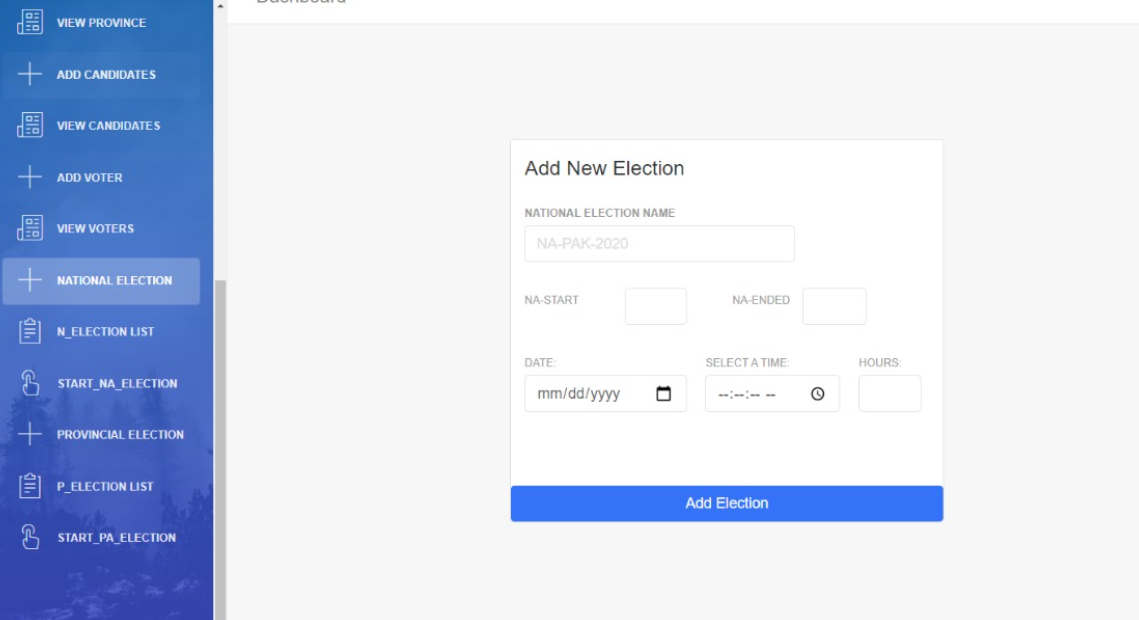 Dashboard
VIEW PROVINCE
ADD CANDIDATES
VIEW CANDIDATES
ADD VOTER
VIEW VOTERS
NATIONAL ELECTION
N_ELECTION LIST
START_NA_ELECTION
PROVINCIAL ELECTION
P_ELECTION LIST
START_PA_ELECTION
Add New Election
NATIONAL ELECTION NAME
NA-PAK-2020
NA-START NA-ENDED
DATE: SELECT A TIME: HOURS:
mm/dd/yyyy --:--:-- --
Add Election